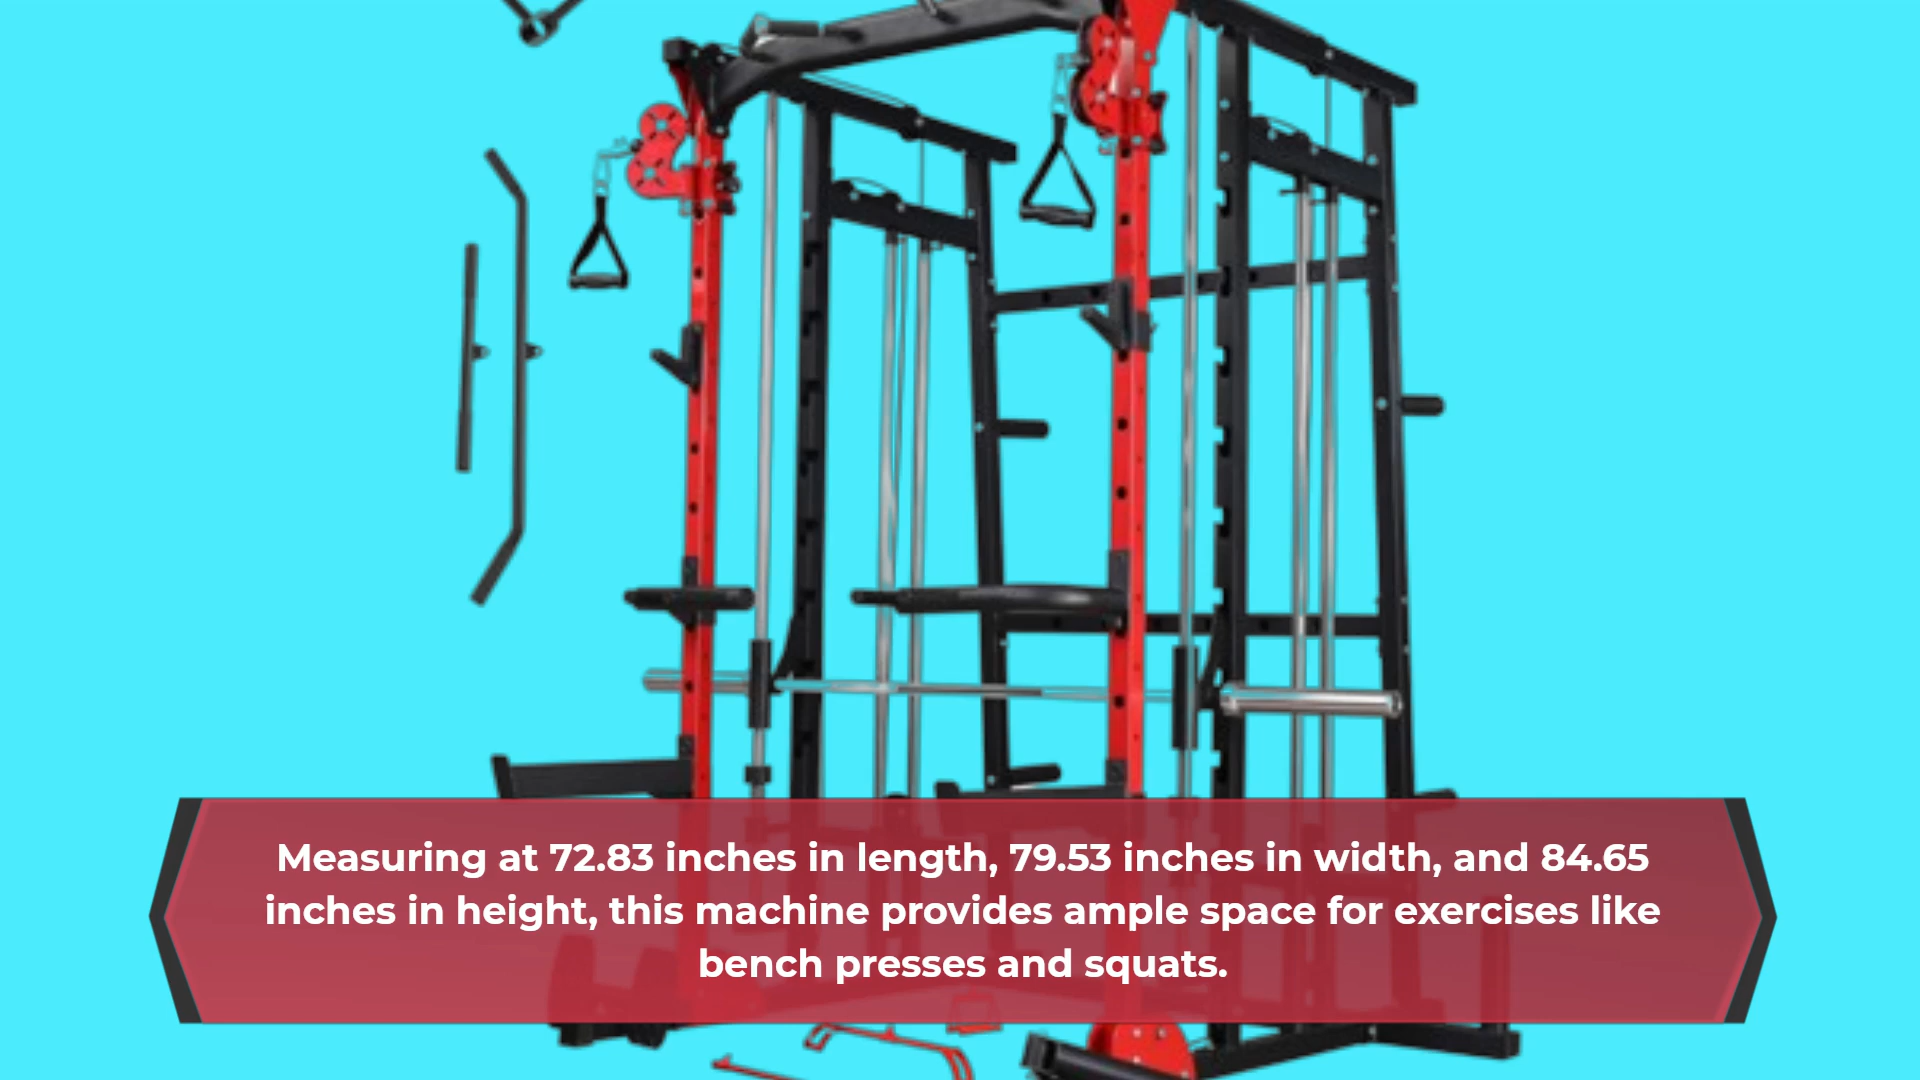 Measuring at 72.83 inches in length, 79.53 inches in width, and 84.65
inches in height, this machine provides ample space for exercises like
bench presses and squats.